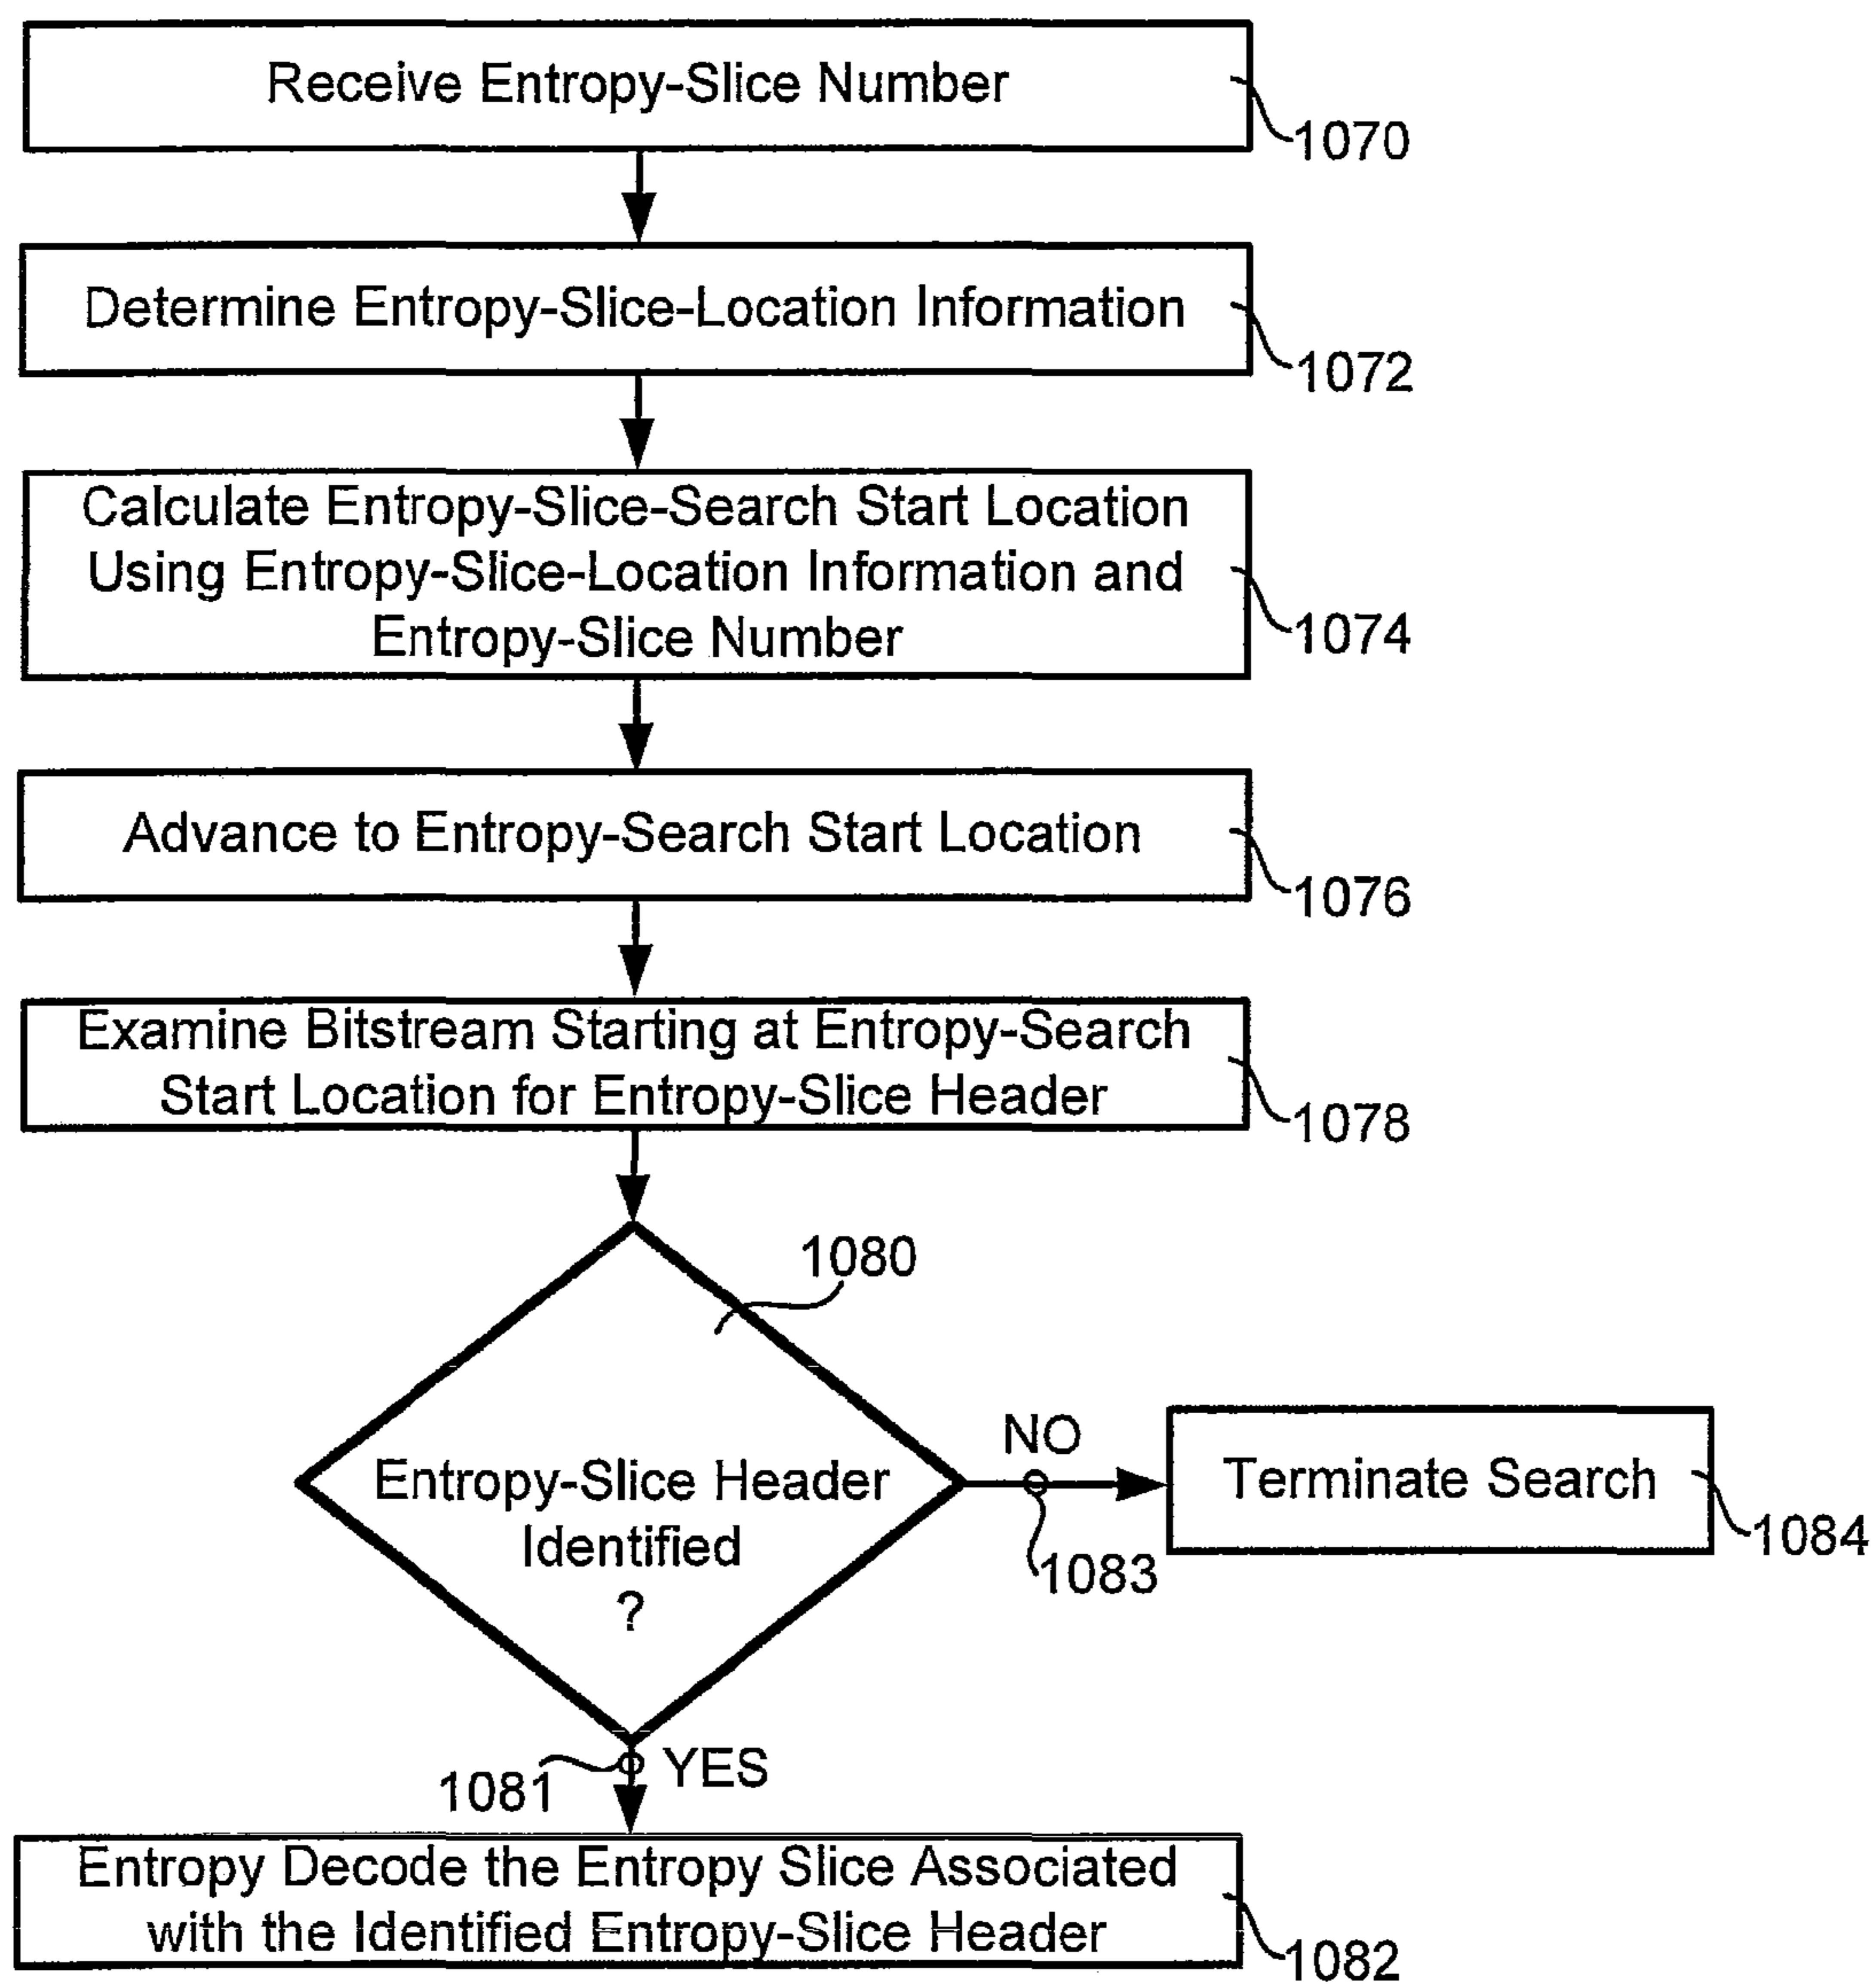 Receive Entropy-Slice Number
1070
Determine Entropy-Slice-Location Information
1072
Calculate Entropy-Slice-Search Start Location
Using Entropy-Slice-Location Information and
Entropy-Slice Number
1074
Advance to Entropy-Search Start Location
1076
Examine Bitstream Starting at Entropy-Search
Start Location for Entropy-Slice Header
1078
1080
Entropy-Slice Header
Identified
?
NO
1083
Terminate Search
1084
1081
YES
Entropy Decode the Entropy Slice Associated
with the Identified Entropy-Slice Header
1082